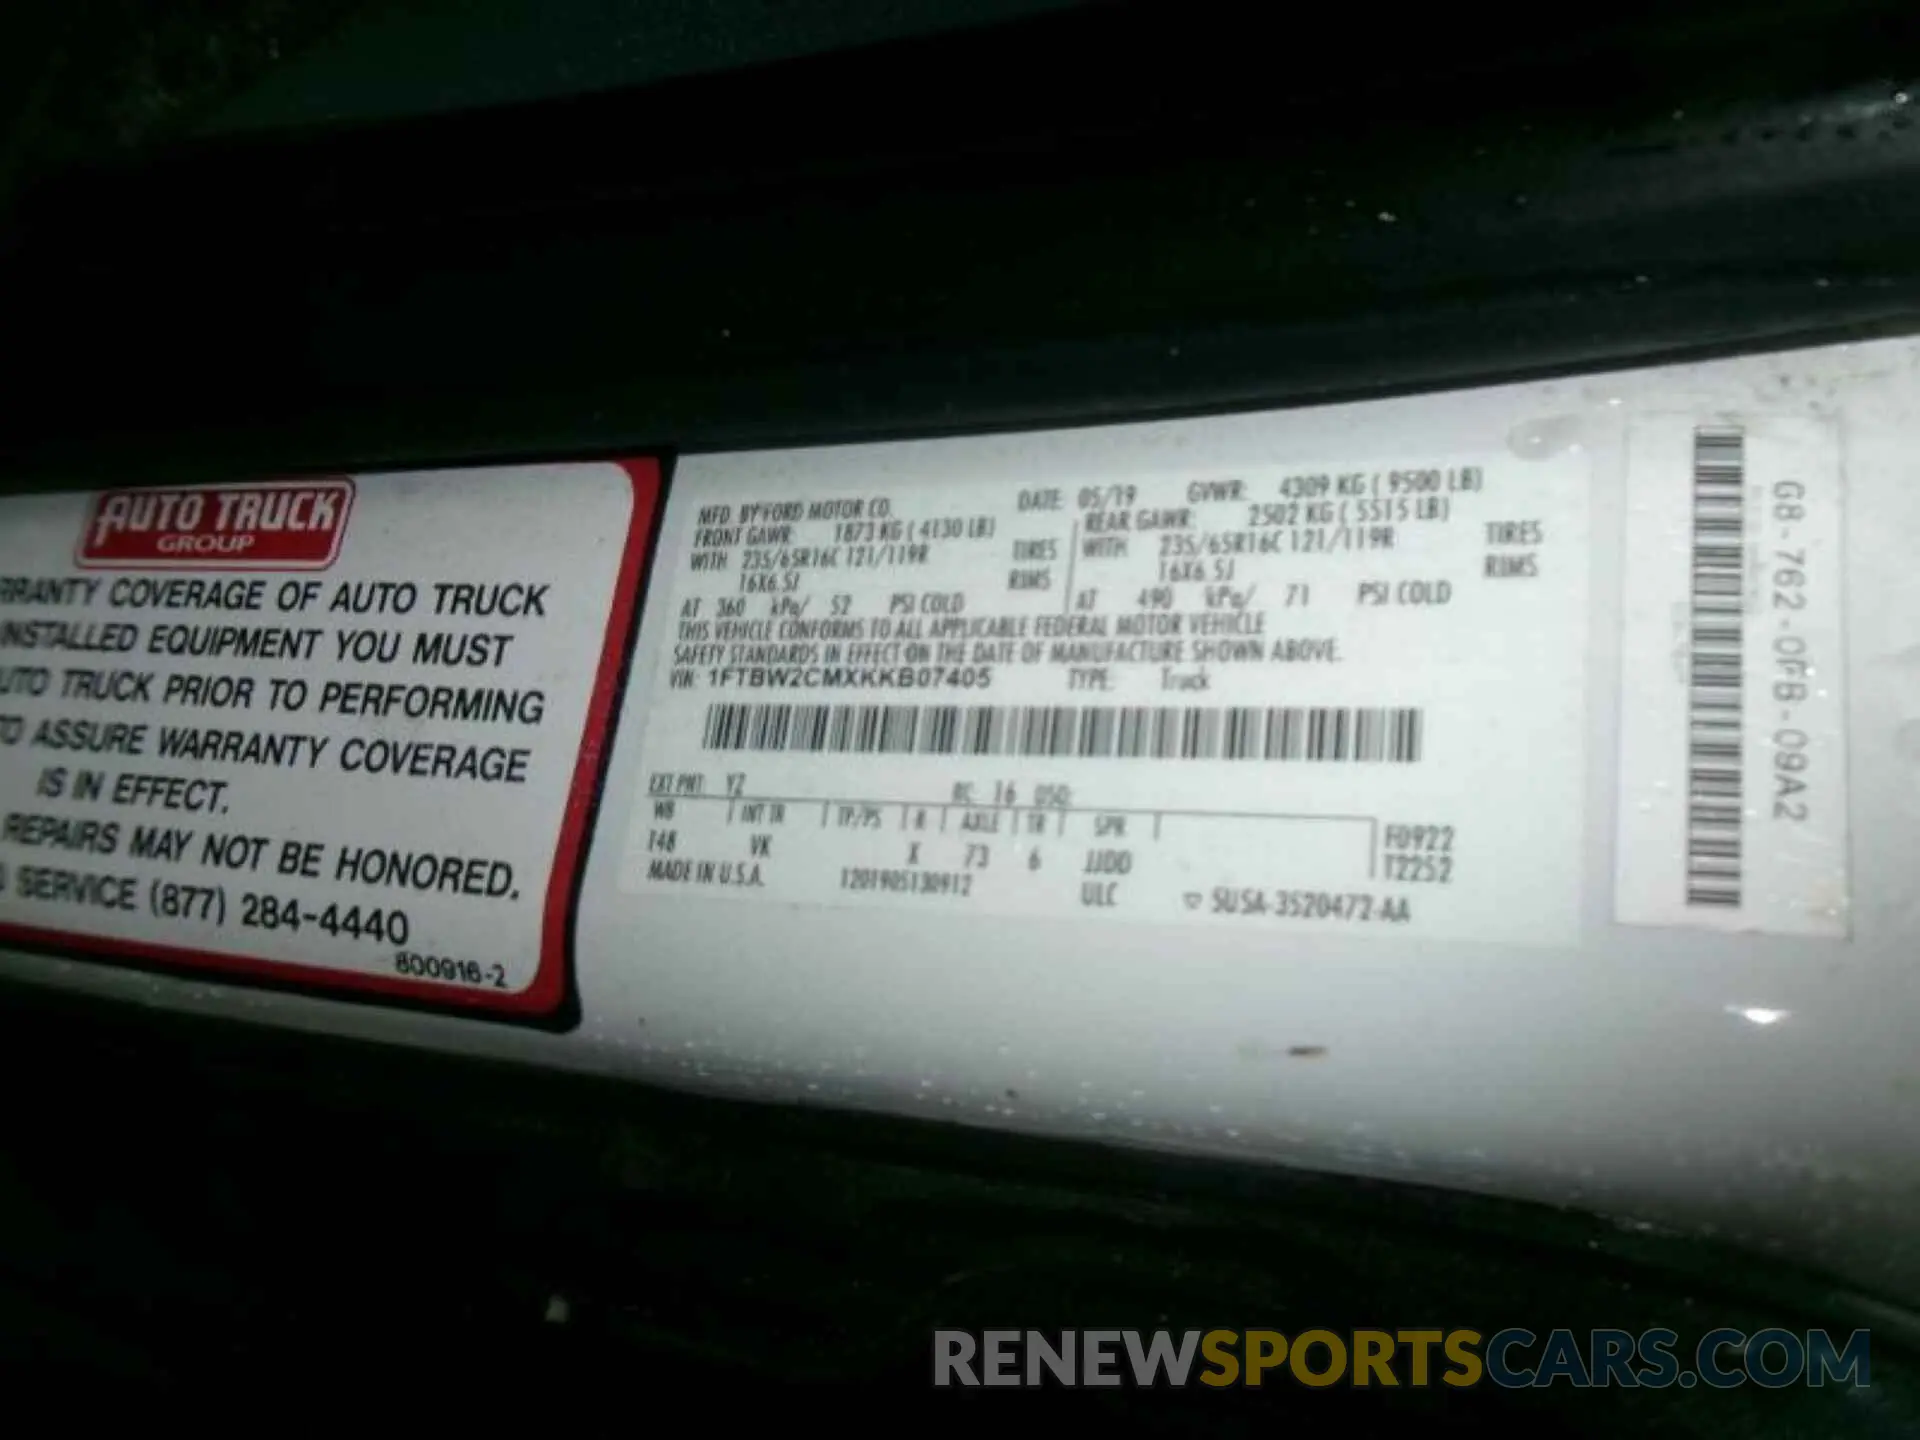 AUTO TRUCK
GROUP
RRANTY COVERAGE OF AUTO TRUCK
INSTALLED EQUIPMENT YOU MUST
UTO TRUCK PRIOR TO PERFORMING
TO ASSURE WARRANTY COVERAGE
IS IN EFFECT.
REPAIRS MAY NOT BE HONORED.
SERVICE (877) 284-4440
800916-2
MFD. BY FORD MOTOR CO. DATE: 05/19 GVWR: 4309 KG ( 9500 LB)
FRONT GAWR: 1873 KG ( 4130 LB) REAR GAWR: 2502 KG ( 5515 LB)
WITH 235/65R16C 121/119R TIRES WITH 235/65R16C 121/119R TIRES
16X6.5J RIMS 16X6.5J RIMS
AT 360 kPa/ 52 PSI COLD AT 490 kPa/ 71 PSI COLD
THIS VEHICLE CONFORMS TO ALL APPLICABLE FEDERAL MOTOR VEHICLE
SAFETY STANDARDS IN EFFECT ON THE DATE OF MANUFACTURE SHOWN ABOVE.
VIN: 1FTBW2CMXKKB07405 TYPE: Truck
EXT PNT: YZ RC: 16 DSO:
WB INT TR TP/PS R AXLE TR SPR F0922
148 VK X 73 6 JJDD T2252
MADE IN U.S.A. 1201905130912 ULC ▽ 5USA-3520472-AA
G8-762-0FB-09A2
RENEWSPORTSCARS.COM